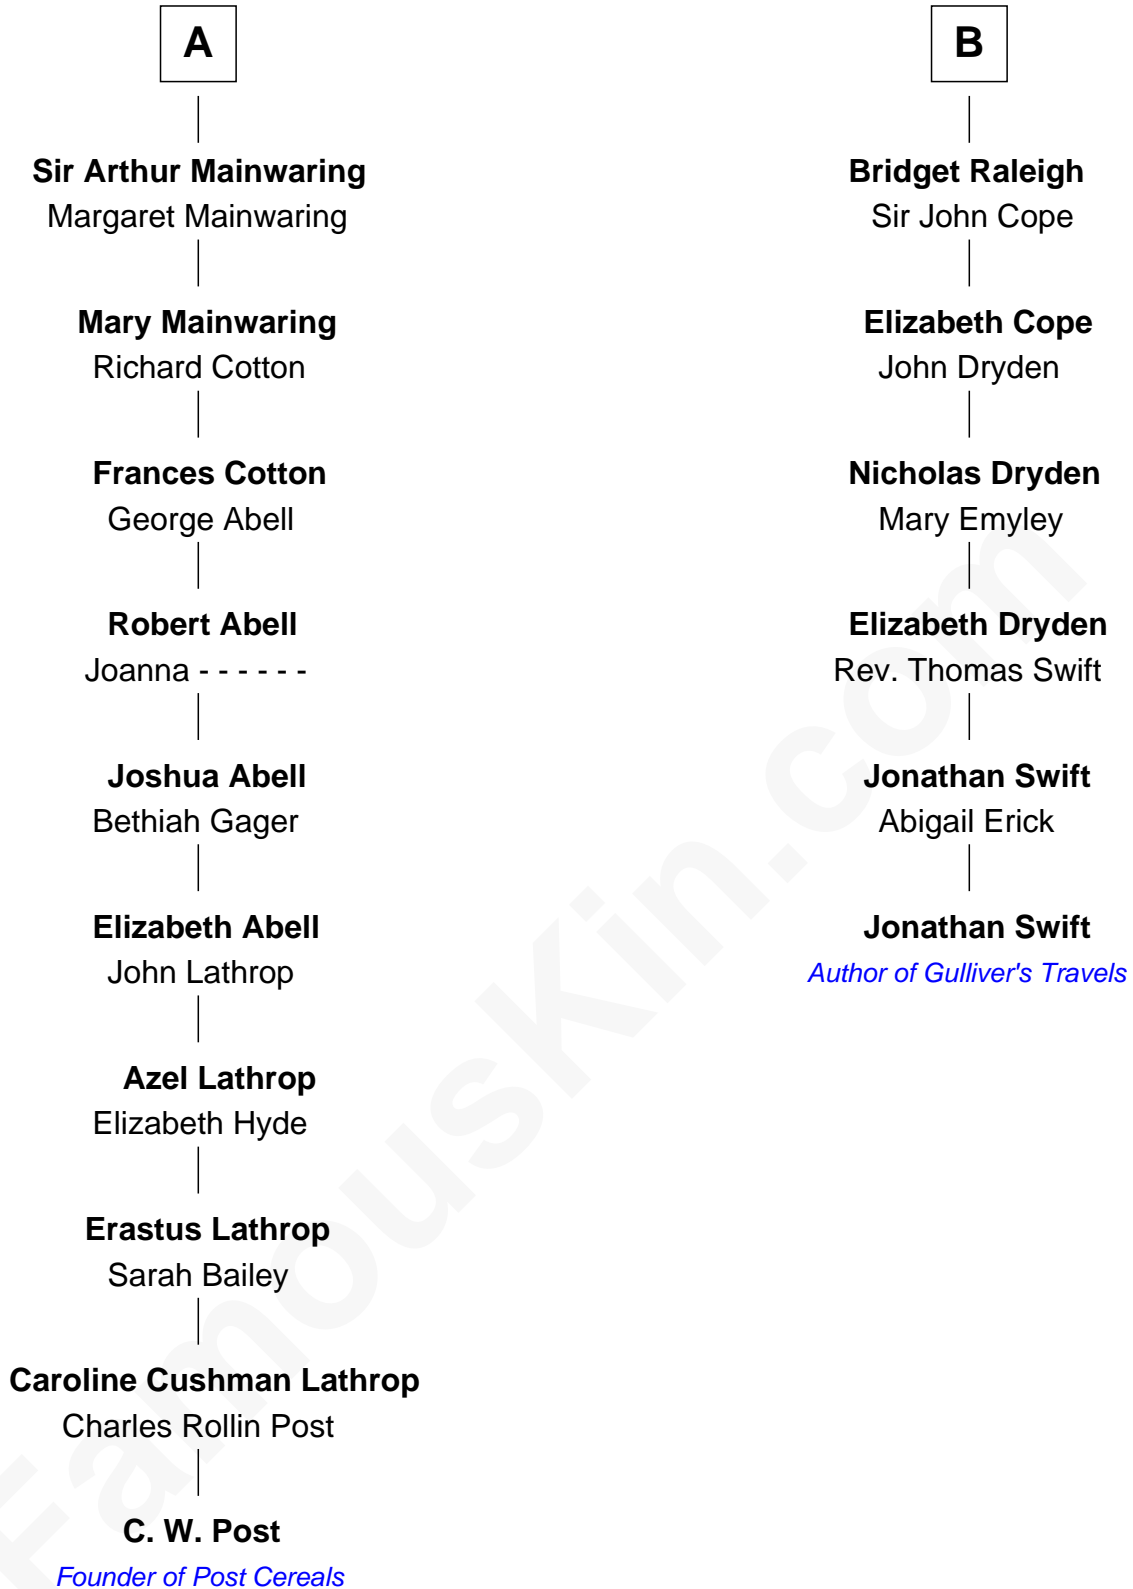 A
Sir Arthur Mainwaring
Margaret Mainwaring
Mary Mainwaring
Richard Cotton
Frances Cotton
George Abell
Robert Abell
Joanna - - - - - -
Joshua Abell
Bethiah Gager
Elizabeth Abell
John Lathrop
Azel Lathrop
Elizabeth Hyde
Erastus Lathrop
Sarah Bailey
Caroline Cushman Lathrop
Charles Rollin Post
C. W. Post
Founder of Post Cereals
B
Bridget Raleigh
Sir John Cope
Elizabeth Cope
John Dryden
Nicholas Dryden
Mary Emyley
Elizabeth Dryden
Rev. Thomas Swift
Jonathan Swift
Abigail Erick
Jonathan Swift
Author of Gulliver's Travels
FamousKin.com